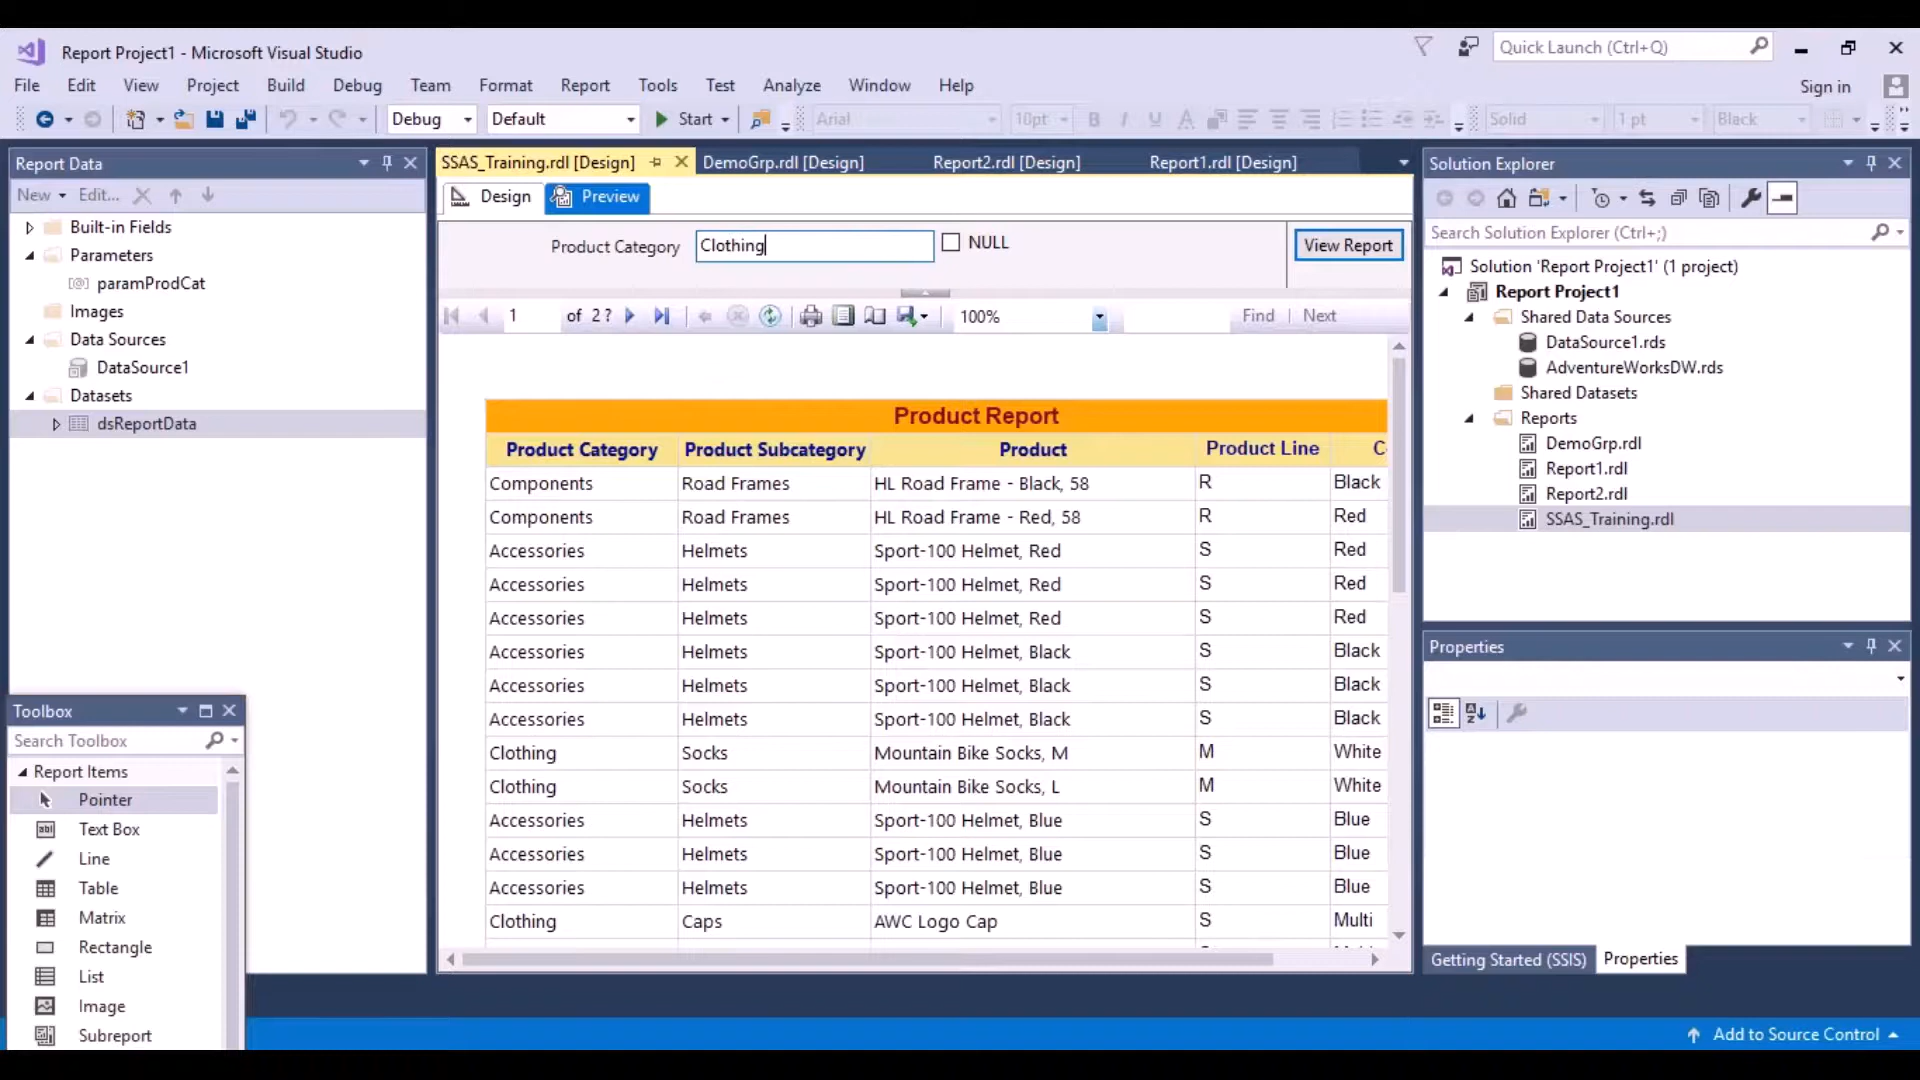 Report Project1 - Microsoft Visual Studio
Quick Launch (Ctrl+Q)
File Edit View Project Build Debug Team Format Report Tools Test Analyze Window Help
Sign in
Debug Default Start Arial 10pt B I U A Solid 1 pt Black
Report Data
New Edit...
Built-in Fields
Parameters
paramProdCat
Images
Data Sources
DataSource1
Datasets
dsReportData
Toolbox
Search Toolbox
Report Items
Pointer
Text Box
Line
Table
Matrix
Rectangle
List
Image
Subreport
SSAS_Training.rdl [Design] DemoGrp.rdl [Design] Report2.rdl [Design] Report1.rdl [Design]
Design Preview
Product Category Clothing NULL View Report
1 of 2 ? 100% Find Next
Product Report
Product Category Product Subcategory Product Product Line C
Components Road Frames HL Road Frame - Black, 58 R Black
Components Road Frames HL Road Frame - Red, 58 R Red
Accessories Helmets Sport-100 Helmet, Red S Red
Accessories Helmets Sport-100 Helmet, Red S Red
Accessories Helmets Sport-100 Helmet, Red S Red
Accessories Helmets Sport-100 Helmet, Black S Black
Accessories Helmets Sport-100 Helmet, Black S Black
Accessories Helmets Sport-100 Helmet, Black S Black
Clothing Socks Mountain Bike Socks, M M White
Clothing Socks Mountain Bike Socks, L M White
Accessories Helmets Sport-100 Helmet, Blue S Blue
Accessories Helmets Sport-100 Helmet, Blue S Blue
Accessories Helmets Sport-100 Helmet, Blue S Blue
Clothing Caps AWC Logo Cap S Multi
Solution Explorer
Search Solution Explorer (Ctrl+;)
Solution 'Report Project1' (1 project)
Report Project1
Shared Data Sources
DataSource1.rds
AdventureWorksDW.rds
Shared Datasets
Reports
DemoGrp.rdl
Report1.rdl
Report2.rdl
SSAS_Training.rdl
Properties
Getting Started (SSIS) Properties
Add to Source Control